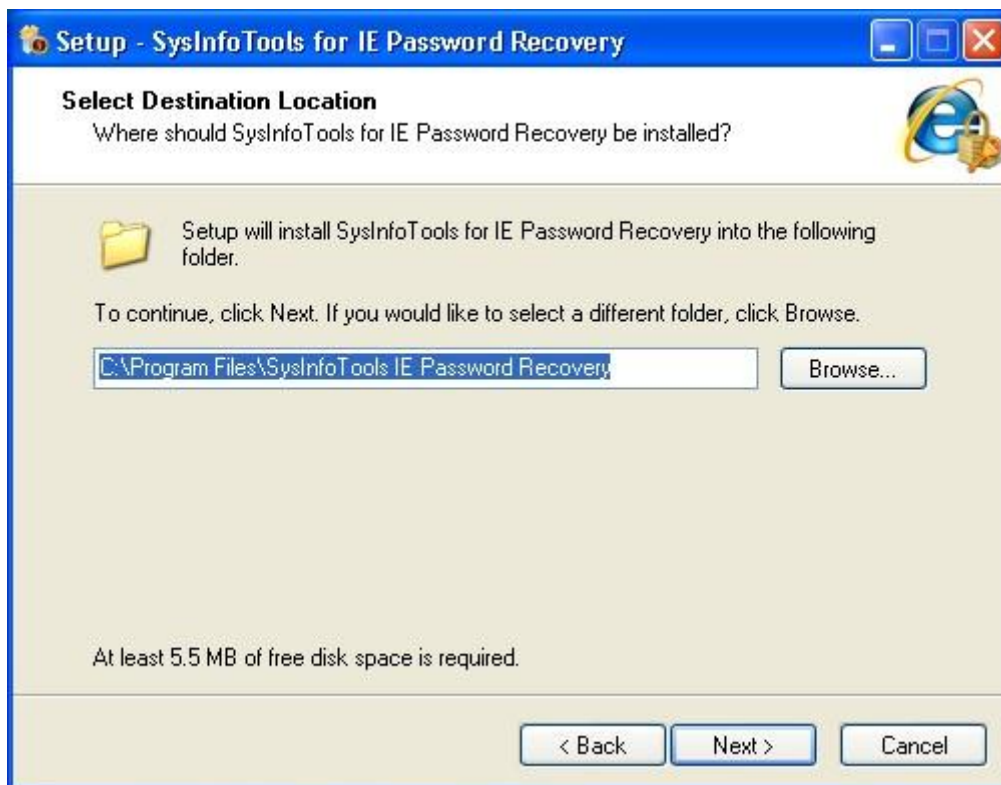 Setup - SysInfoTools for IE Password Recovery
Select Destination Location
Where should SysInfoTools for IE Password Recovery be installed?
Setup will install SysInfoTools for IE Password Recovery into the following
folder.
To continue, click Next. If you would like to select a different folder, click Browse.
C:\Program Files\SysInfoTools IE Password Recovery
Browse...
At least 5.5 MB of free disk space is required.
< Back
Next >
Cancel